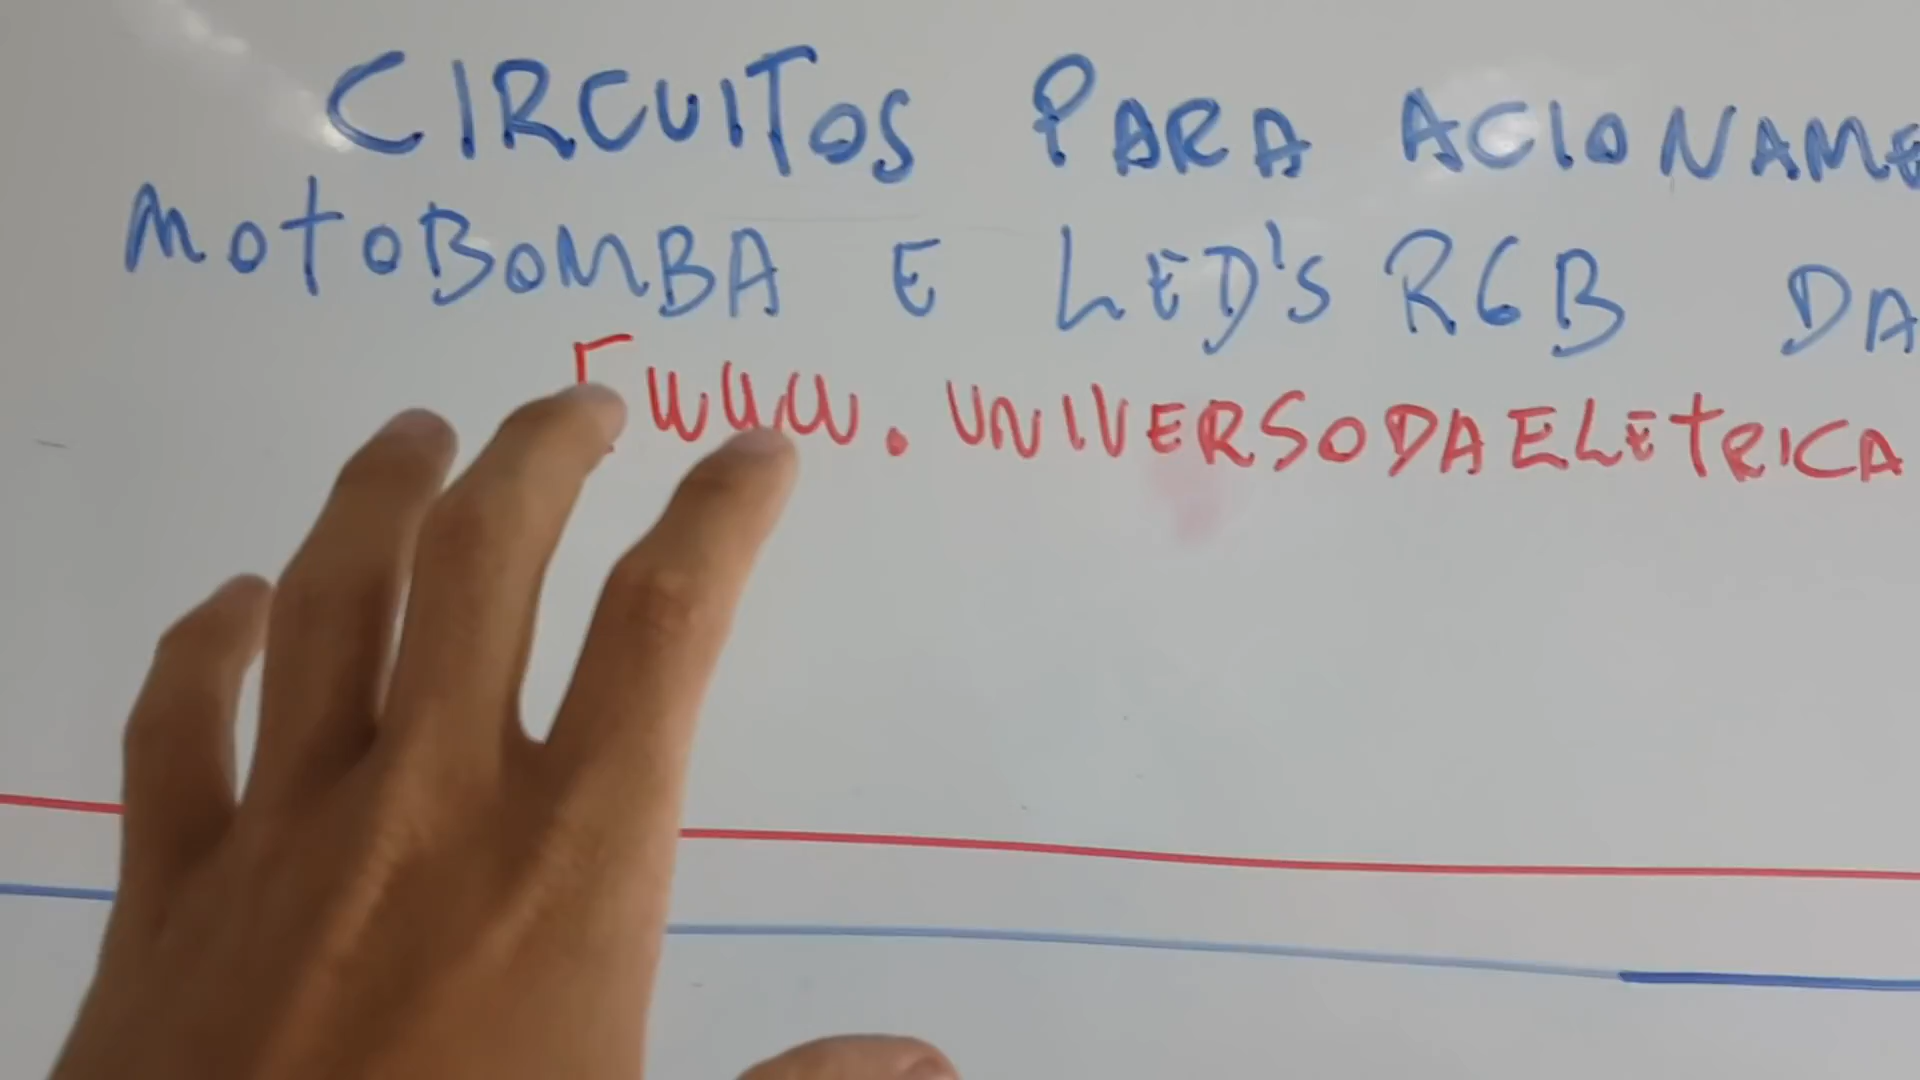 CIRCUITOS PARA ACIONAME
MOTOBOMBA E LED'S RGB DA
[WWW.UNIVERSODAELETRICA